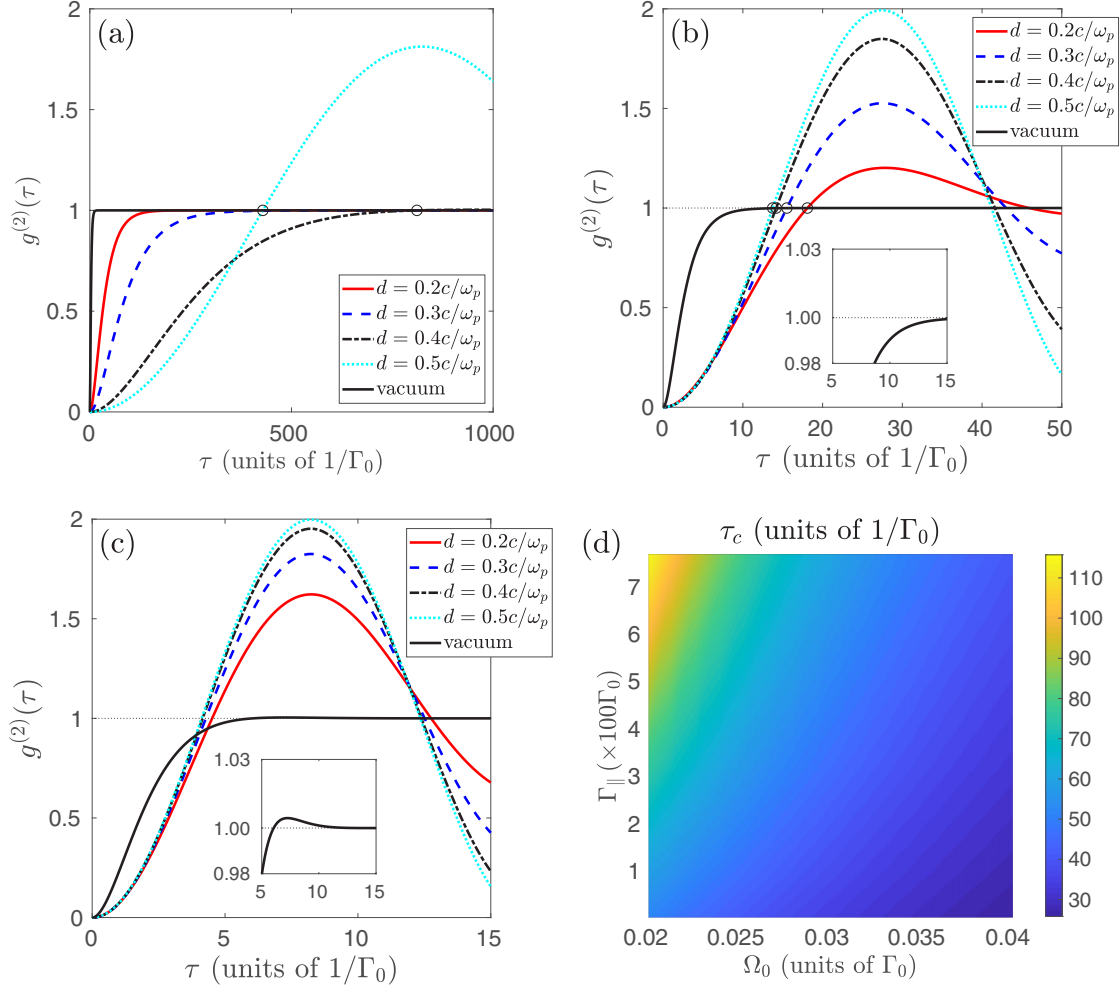 (a)
g^{(2)}(τ)
2
1.5
1
0.5
0
d = 0.2c/ω_p
d = 0.3c/ω_p
d = 0.4c/ω_p
d = 0.5c/ω_p
vacuum
0 500 1000
τ (units of 1/Γ_0)
(b)
g^{(2)}(τ)
2
1.5
1
0.5
0
d = 0.2c/ω_p
d = 0.3c/ω_p
d = 0.4c/ω_p
d = 0.5c/ω_p
vacuum
1.03
1.00
0.98
5 10 15
0 10 20 30 40 50
τ (units of 1/Γ_0)
(c)
g^{(2)}(τ)
2
1.5
1
0.5
0
d = 0.2c/ω_p
d = 0.3c/ω_p
d = 0.4c/ω_p
d = 0.5c/ω_p
vacuum
1.03
1.00
0.98
5 10 15
0 5 10 15
τ (units of 1/Γ_0)
(d)
τ_c (units of 1/Γ_0)
Γ_∥ (×100Γ_0)
7
6
5
4
3
2
1
0.02 0.025 0.03 0.035 0.04
Ω_0 (units of Γ_0)
110
100
90
80
70
60
50
40
30